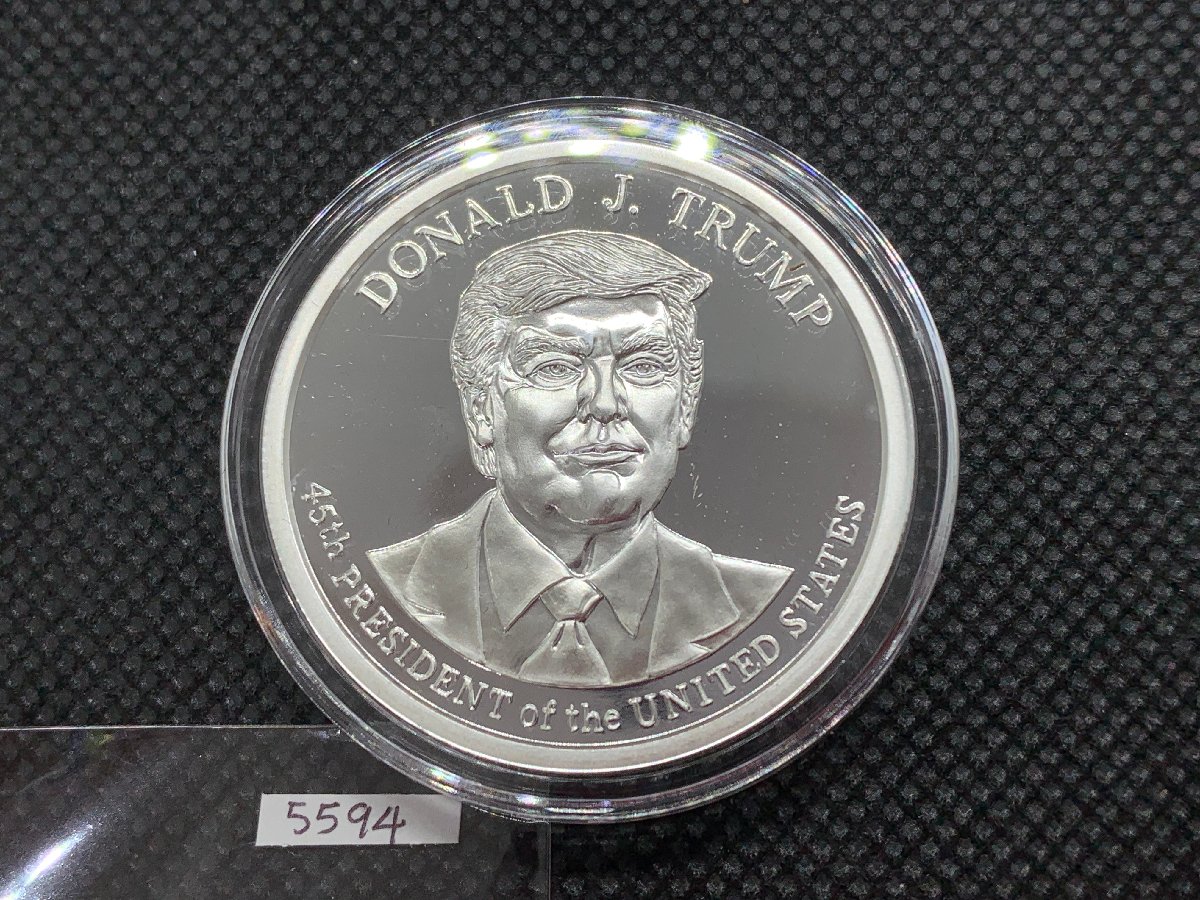 DONALD J. TRUMP
45th PRESIDENT of the UNITED STATES
5594